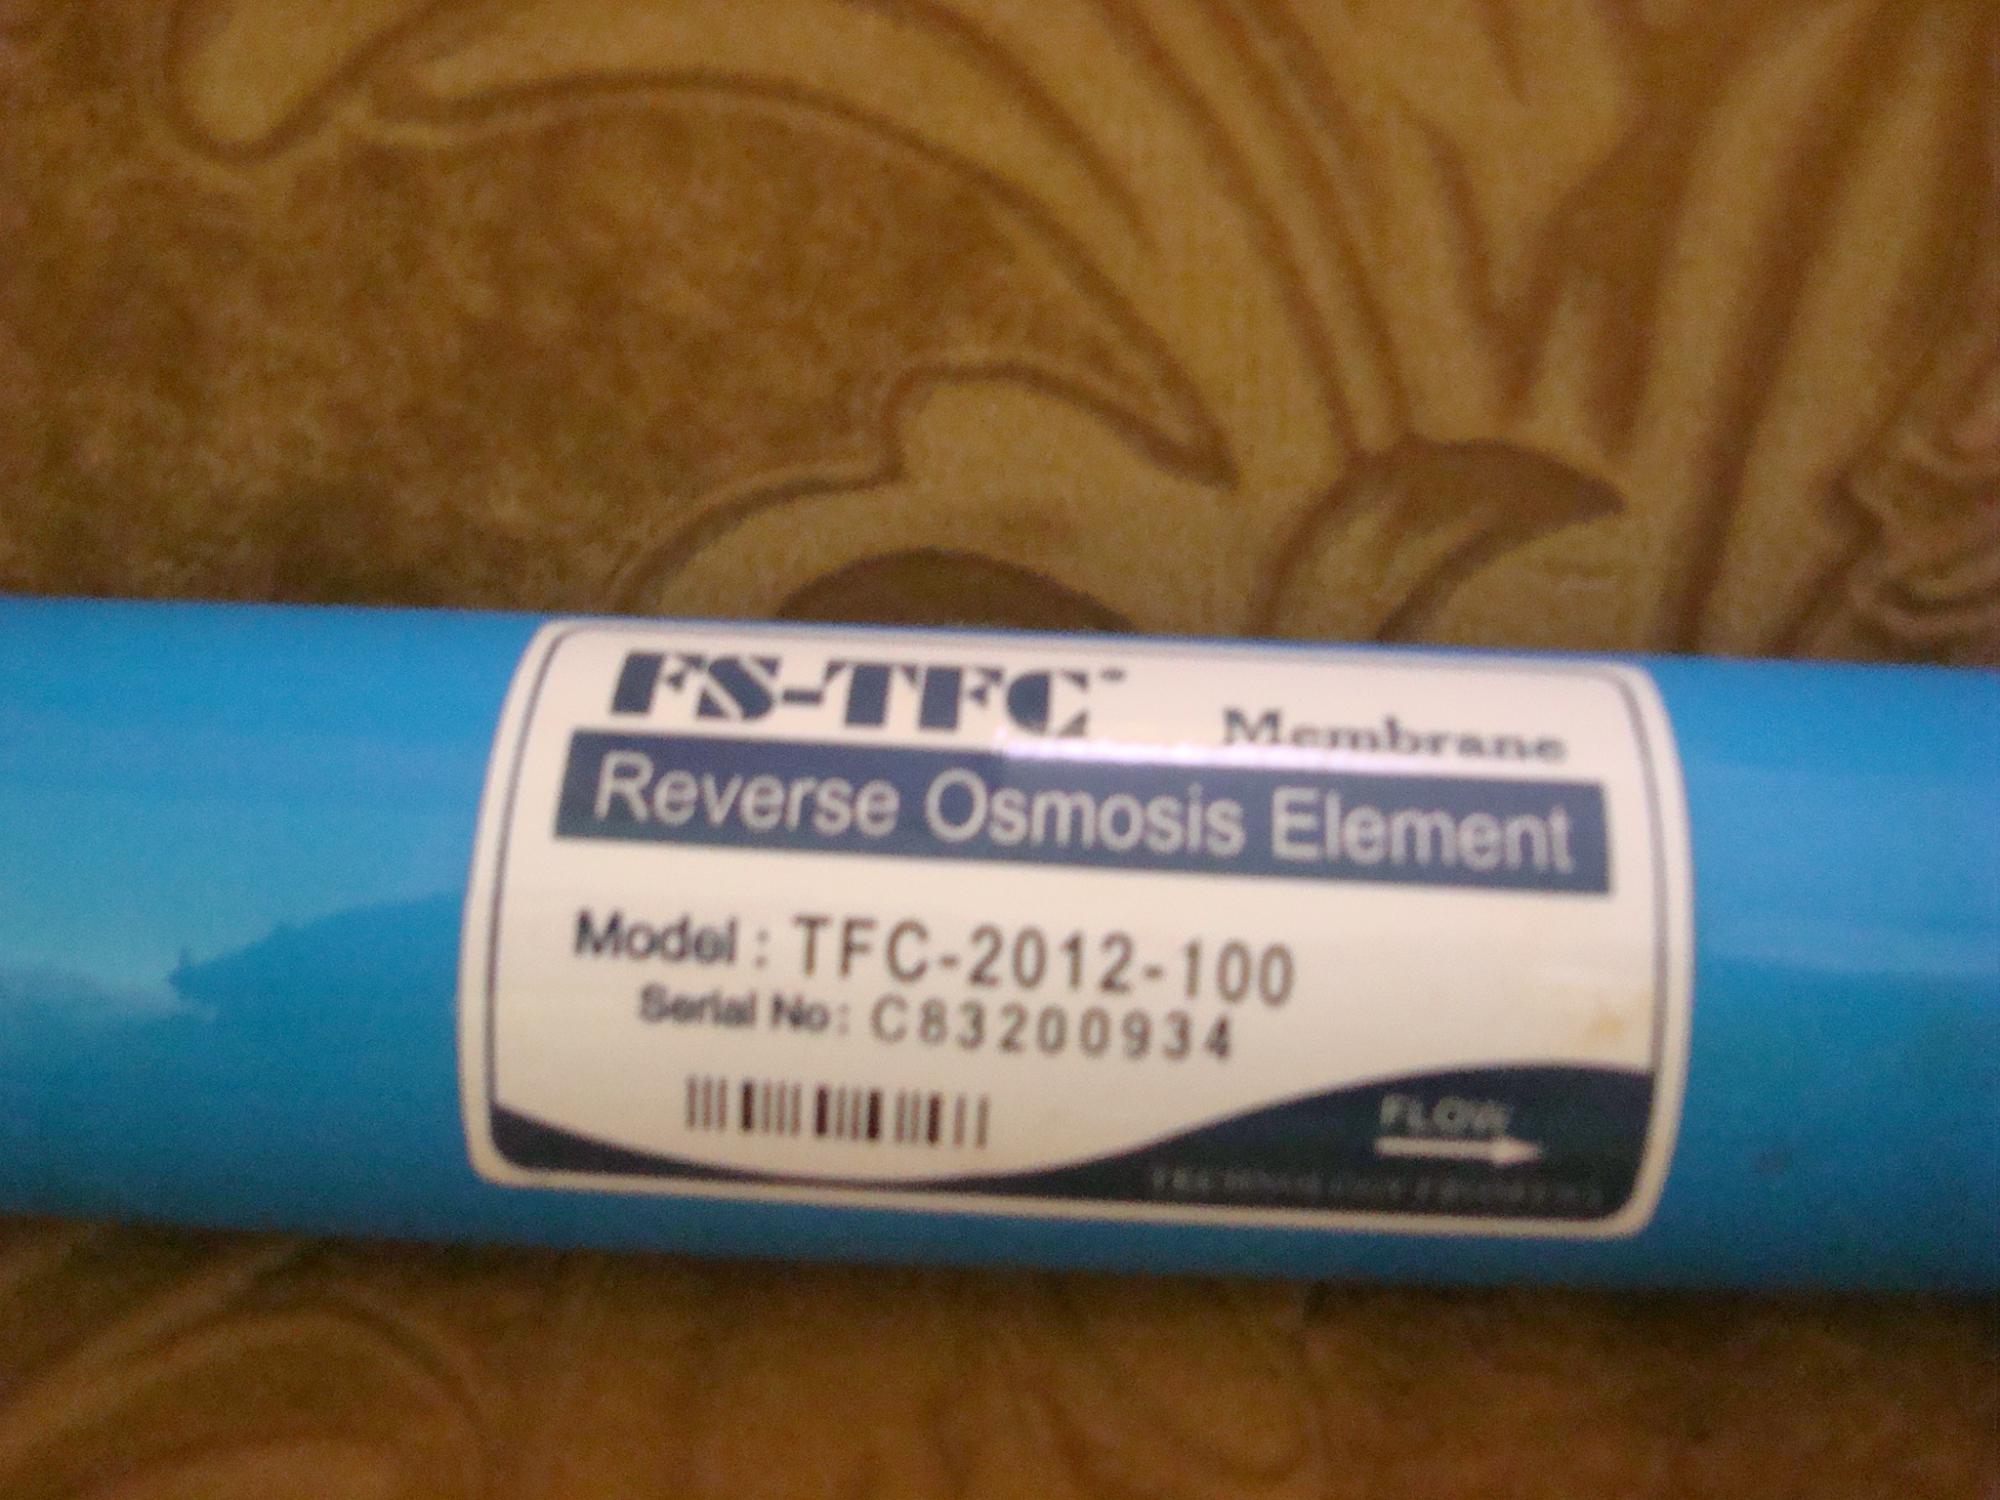 FS-TFC
Membrane
Reverse Osmosis Element
Model : TFC-2012-100
Serial No: C83200934
FLOW